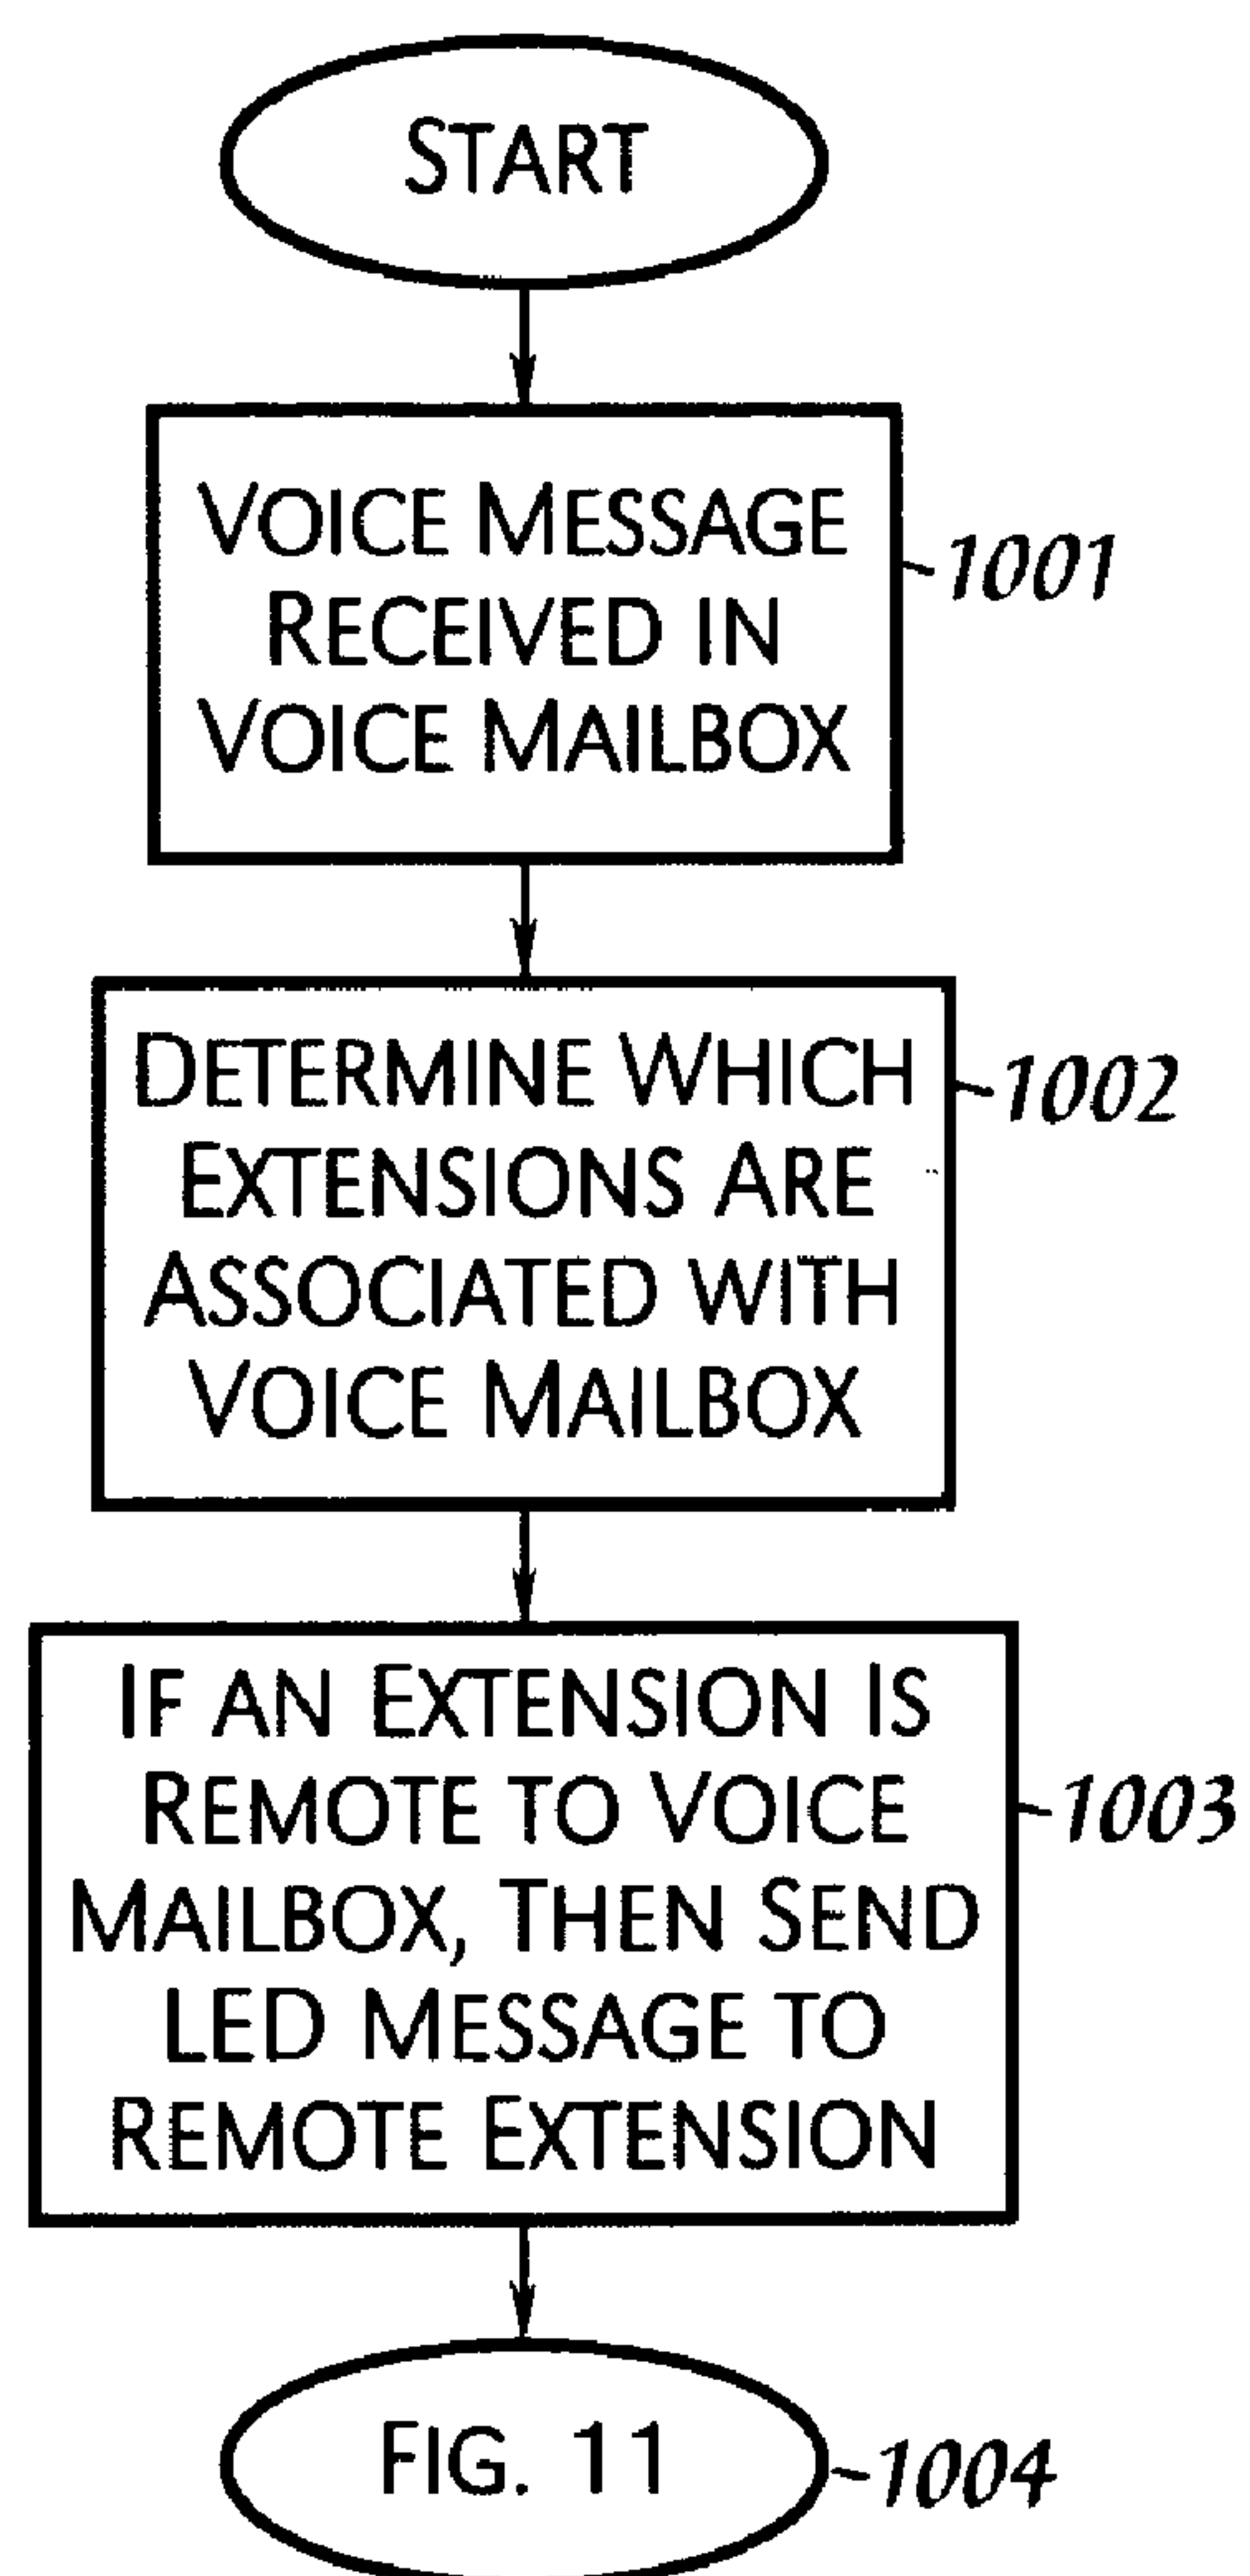 START
VOICE MESSAGE
RECEIVED IN
VOICE MAILBOX
1001
DETERMINE WHICH
EXTENSIONS ARE
ASSOCIATED WITH
VOICE MAILBOX
1002
IF AN EXTENSION IS
REMOTE TO VOICE
MAILBOX, THEN SEND
LED MESSAGE TO
REMOTE EXTENSION
1003
FIG. 11
1004